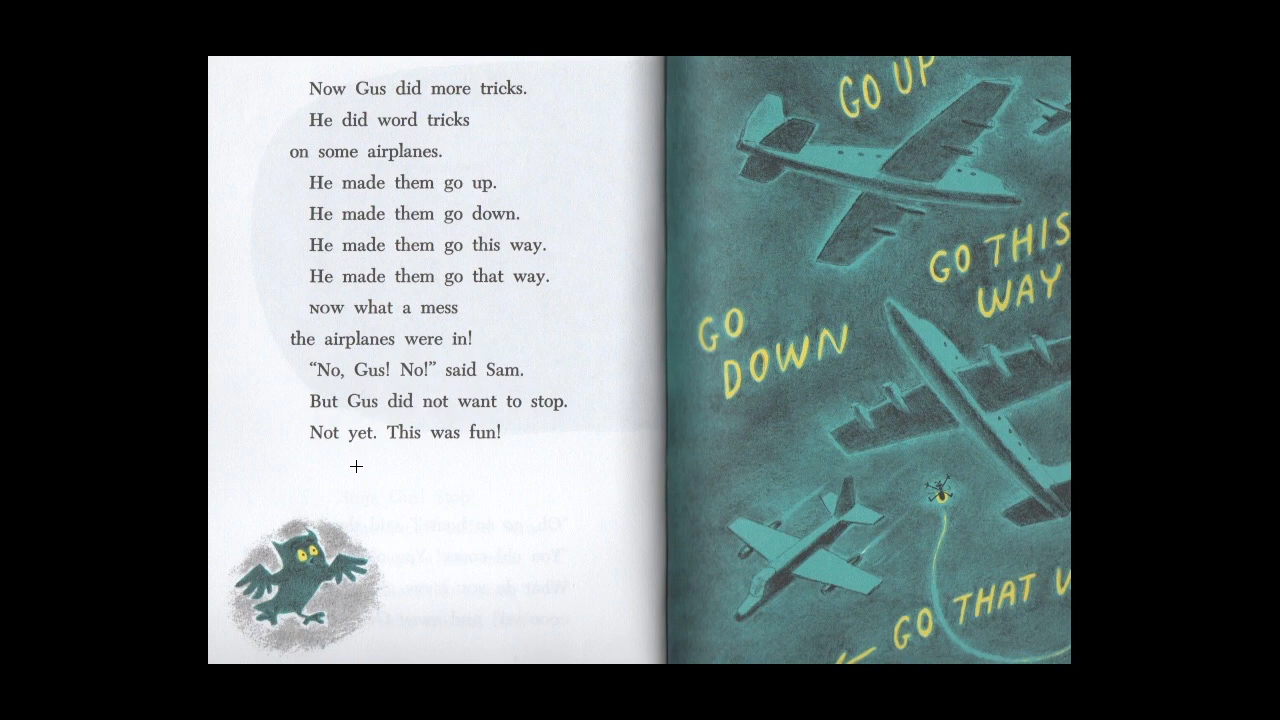 Now Gus did more tricks.
He did word tricks
on some airplanes.
He made them go up.
He made them go down.
He made them go this way.
He made them go that way.
NOW what a mess
the airplanes were in!
“No, Gus! No!” said Sam.
But Gus did not want to stop.
Not yet. This was fun!
GO UP
GO THIS
WAY
GO
DOWN
GO THAT